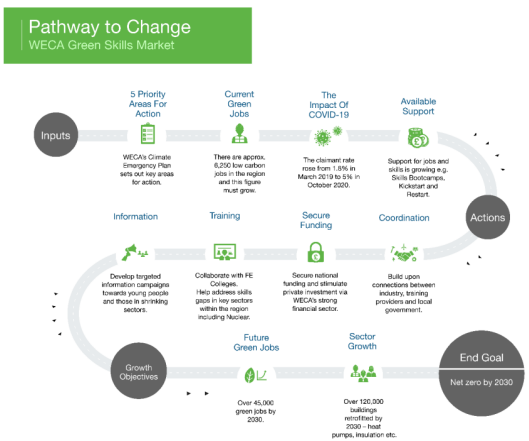 Pathway to Change
WECA Green Skills Market
5 Priority
Areas For
Action
Current
Green
Jobs
The
Impact Of
COVID-19
Available
Support
Inputs
WECA's Climate
Emergency Plan
sets out key areas
for action.
There are approx.
6,250 low carbon
jobs in the region
and this figure
must grow.
The claimant rate
rose from 1.8% in
March 2019 to 5% in
October 2020.
Support for jobs and
skills is growing e.g.
Skills Bootcamps,
Kickstart and
Restart.
Actions
Information
Training
Secure
Funding
Coordination
Develop targeted
information campaigns
towards young people
and those in shrinking
sectors.
Collaborate with FE
Colleges.
Help address skills
gaps in key sectors
within the region
including Nuclear.
Secure national
funding and stimulate
private investment via
WECA's strong
financial sector.
Build upon
connections between
industry, training
providers and local
government.
Growth
Objectives
Future
Green Jobs
Sector
Growth
Over 45,000
green jobs by
2030.
Over 120,000
buildings
retrofitted by
2030 – heat
pumps, insulation etc.
End Goal
Net zero by 2030